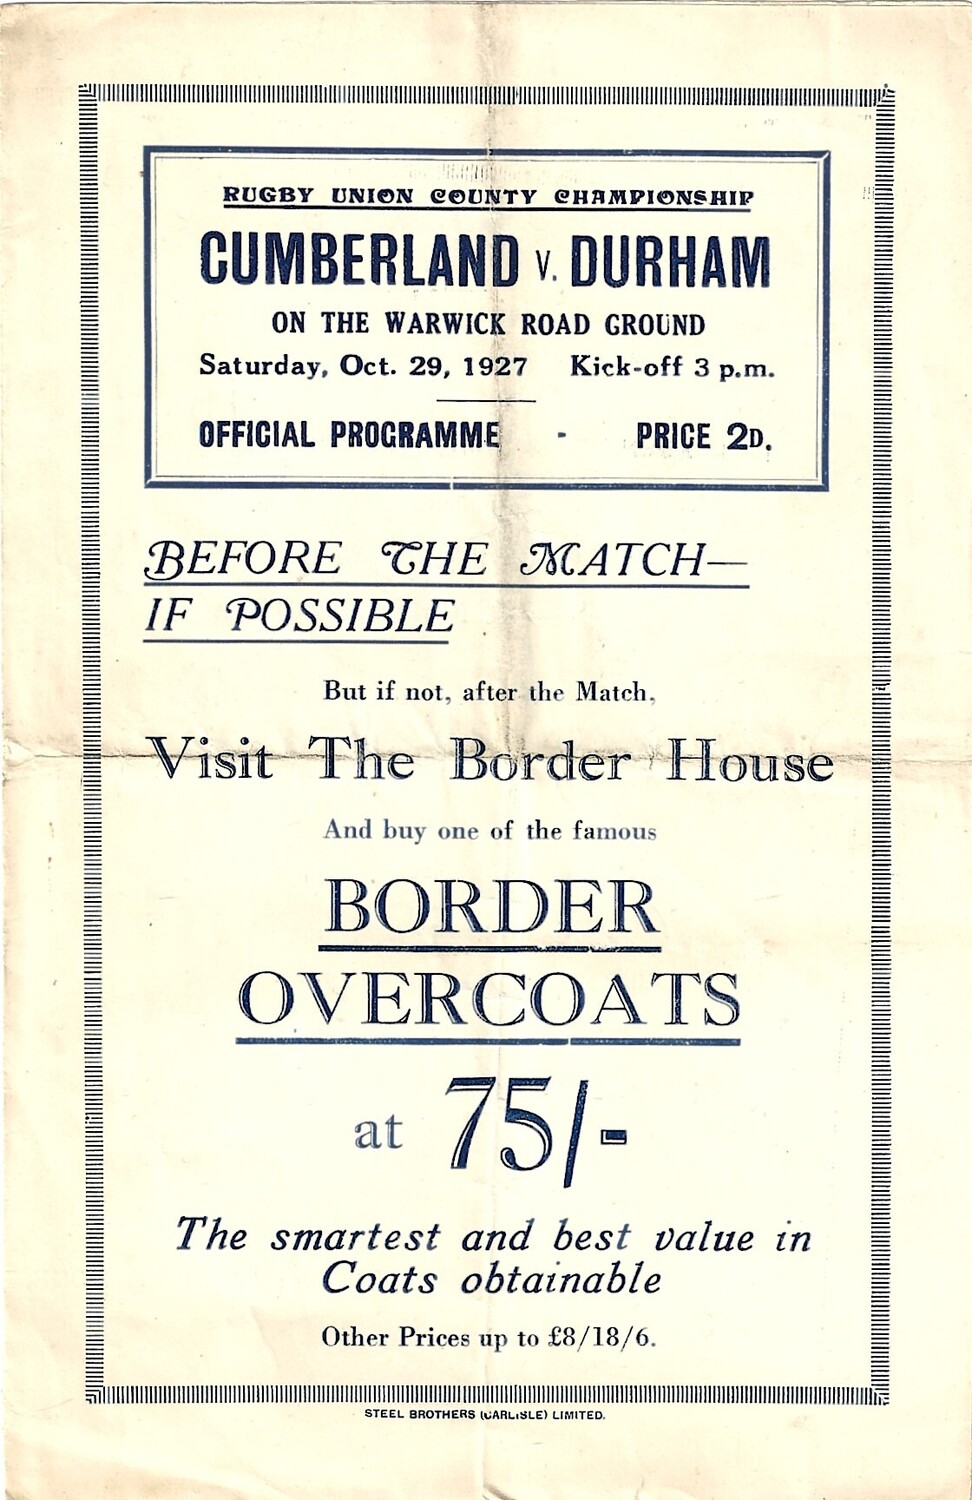 RUGBY UNION COUNTY CHAMPIONSHIP
CUMBERLAND V. DURHAM
ON THE WARWICK ROAD GROUND
Saturday, Oct. 29, 1927 Kick-off 3 p.m.
OFFICIAL PROGRAMME - PRICE 2D.
BEFORE THE MATCH—
IF POSSIBLE
But if not, after the Match,
Visit The Border House
And buy one of the famous
BORDER
OVERCOATS
at 75/-
The smartest and best value in
Coats obtainable
Other Prices up to £8/18/6.
STEEL BROTHERS (CARLISLE) LIMITED.